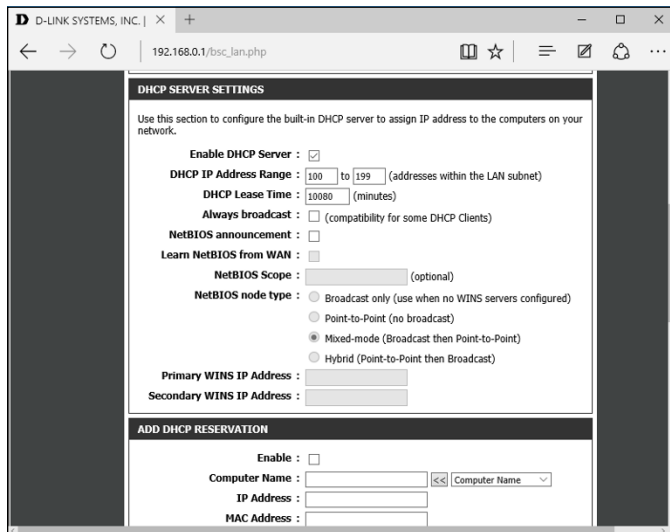 D-LINK SYSTEMS, INC. |
192.168.0.1/bsc_lan.php
DHCP SERVER SETTINGS
Use this section to configure the built-in DHCP server to assign IP address to the computers on your
network.
Enable DHCP Server :
DHCP IP Address Range : 100 to 199 (addresses within the LAN subnet)
DHCP Lease Time : 10080 (minutes)
Always broadcast : (compatibility for some DHCP Clients)
NetBIOS announcement :
Learn NetBIOS from WAN :
NetBIOS Scope : (optional)
NetBIOS node type : Broadcast only (use when no WINS servers configured)
Point-to-Point (no broadcast)
Mixed-mode (Broadcast then Point-to-Point)
Hybrid (Point-to-Point then Broadcast)
Primary WINS IP Address :
Secondary WINS IP Address :
ADD DHCP RESERVATION
Enable :
Computer Name : << Computer Name
IP Address :
MAC Address :